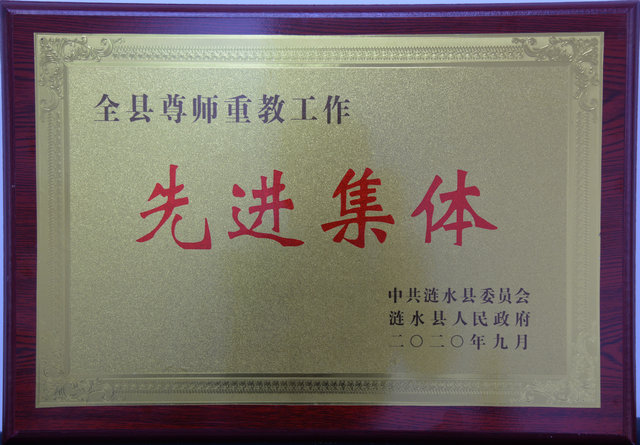 全县尊师重教工作
先进集体
中共涟水县委员会
涟水县人民政府
二〇二〇年九月